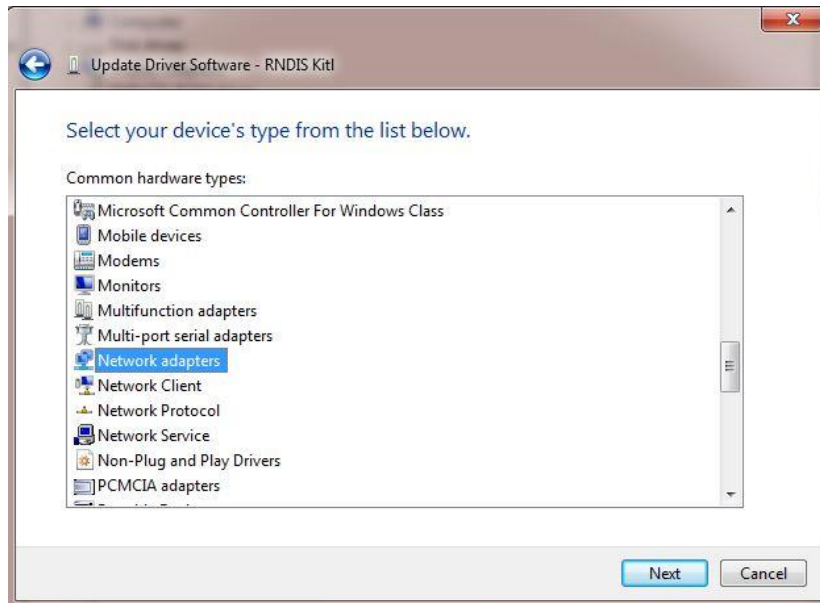 Update Driver Software - RNDIS Kitl
Select your device's type from the list below.
Common hardware types:
Microsoft Common Controller For Windows Class
Mobile devices
Modems
Monitors
Multifunction adapters
Multi-port serial adapters
Network adapters
Network Client
Network Protocol
Network Service
Non-Plug and Play Drivers
PCMCIA adapters
Next Cancel